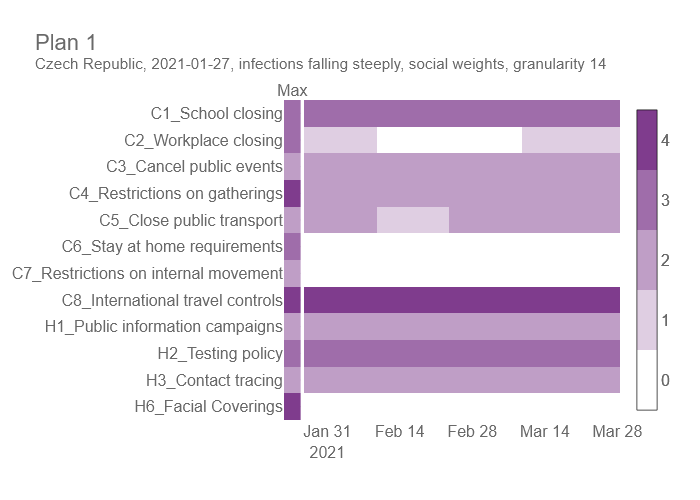 Plan 1
Czech Republic, 2021-01-27, infections falling steeply, social weights, granularity 14
Max
C1_School closing
C2_Workplace closing
C3_Cancel public events
C4_Restrictions on gatherings
C5_Close public transport
C6_Stay at home requirements
C7_Restrictions on internal movement
C8_International travel controls
H1_Public information campaigns
H2_Testing policy
H3_Contact tracing
H6_Facial Coverings
4
3
2
1
0
Jan 31 Feb 14 Feb 28 Mar 14 Mar 28
2021